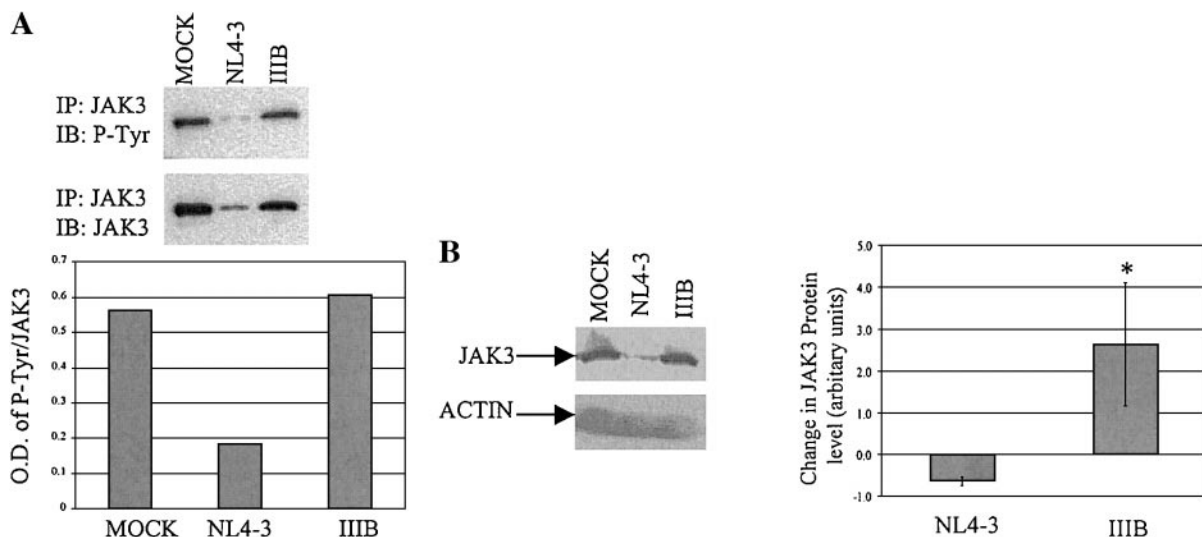 A
MOCK
NL4-3
IIIB
IP: JAK3
IB: P-Tyr
IP: JAK3
IB: JAK3
O.D. of P-Tyr/JAK3
0.7
0.6
0.5
0.4
0.3
0.2
0.1
0
MOCK NL4-3 IIIB
B
MOCK
NL4-3
IIIB
JAK3
ACTIN
Change in JAK3 Protein
level (arbitary units)
5.0
4.0
3.0
2.0
1.0
0.0
-1.0
*
NL4-3 IIIB